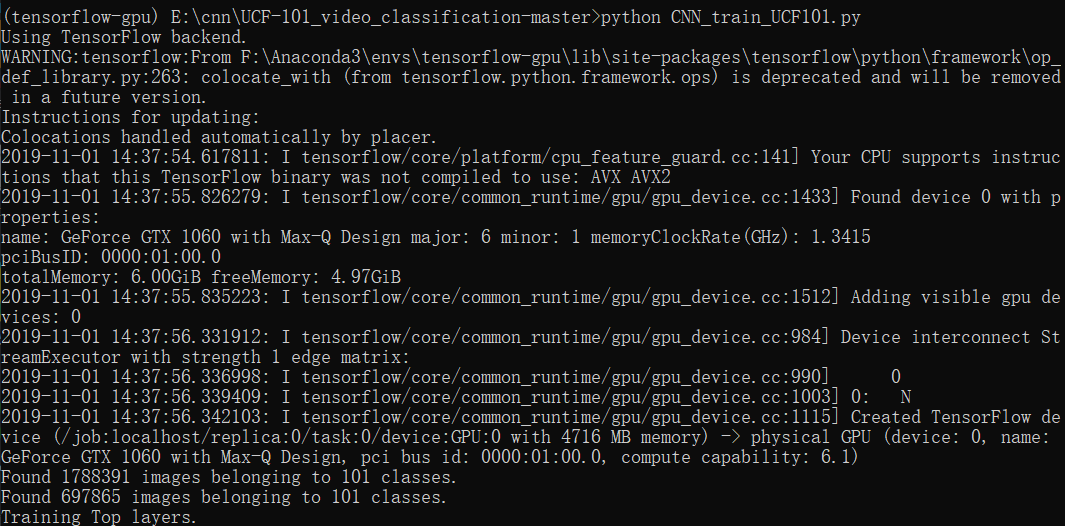 (tensorflow-gpu) E:\cnn\UCF-101_video_classification-master>python CNN_train_UCF101.py
Using TensorFlow backend.
WARNING:tensorflow:From F:\Anaconda3\envs\tensorflow-gpu\lib\site-packages\tensorflow\python\framework\op_
def_library.py:263: colocate_with (from tensorflow.python.framework.ops) is deprecated and will be removed
 in a future version.
Instructions for updating:
Colocations handled automatically by placer.
2019-11-01 14:37:54.617811: I tensorflow/core/platform/cpu_feature_guard.cc:141] Your CPU supports instruc
tions that this TensorFlow binary was not compiled to use: AVX AVX2
2019-11-01 14:37:55.826279: I tensorflow/core/common_runtime/gpu/gpu_device.cc:1433] Found device 0 with p
roperties:
name: GeForce GTX 1060 with Max-Q Design major: 6 minor: 1 memoryClockRate(GHz): 1.3415
pciBusID: 0000:01:00.0
totalMemory: 6.00GiB freeMemory: 4.97GiB
2019-11-01 14:37:55.835223: I tensorflow/core/common_runtime/gpu/gpu_device.cc:1512] Adding visible gpu de
vices: 0
2019-11-01 14:37:56.331912: I tensorflow/core/common_runtime/gpu/gpu_device.cc:984] Device interconnect St
reamExecutor with strength 1 edge matrix:
2019-11-01 14:37:56.336998: I tensorflow/core/common_runtime/gpu/gpu_device.cc:990]      0
2019-11-01 14:37:56.339409: I tensorflow/core/common_runtime/gpu/gpu_device.cc:1003] 0:   N
2019-11-01 14:37:56.342103: I tensorflow/core/common_runtime/gpu/gpu_device.cc:1115] Created TensorFlow de
vice (/job:localhost/replica:0/task:0/device:GPU:0 with 4716 MB memory) -> physical GPU (device: 0, name:
GeForce GTX 1060 with Max-Q Design, pci bus id: 0000:01:00.0, compute capability: 6.1)
Found 1788391 images belonging to 101 classes.
Found 697865 images belonging to 101 classes.
Training Top layers.